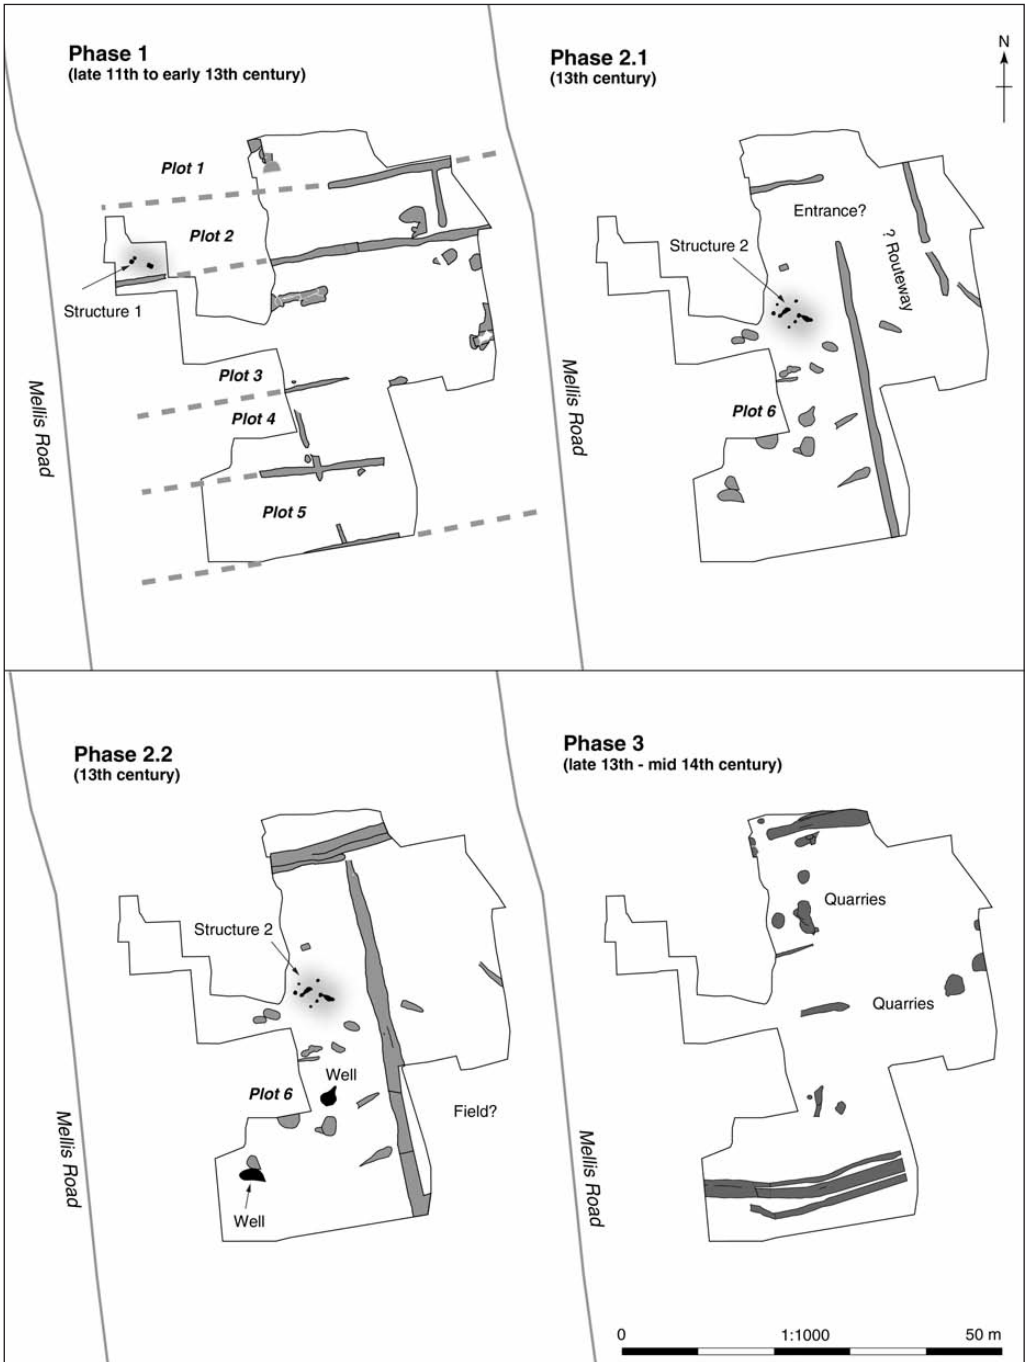 Phase 1
(late 11th to early 13th century)
Plot 1
Plot 2
Structure 1
Plot 3
Plot 4
Plot 5
Mellis Road
Phase 2.1
(13th century)
N
Entrance?
Structure 2
? Routeway
Plot 6
Mellis Road
Phase 2.2
(13th century)
Structure 2
Well
Plot 6
Field?
Well
Mellis Road
Phase 3
(late 13th - mid 14th century)
Quarries
Quarries
Mellis Road
0 1:1000 50 m